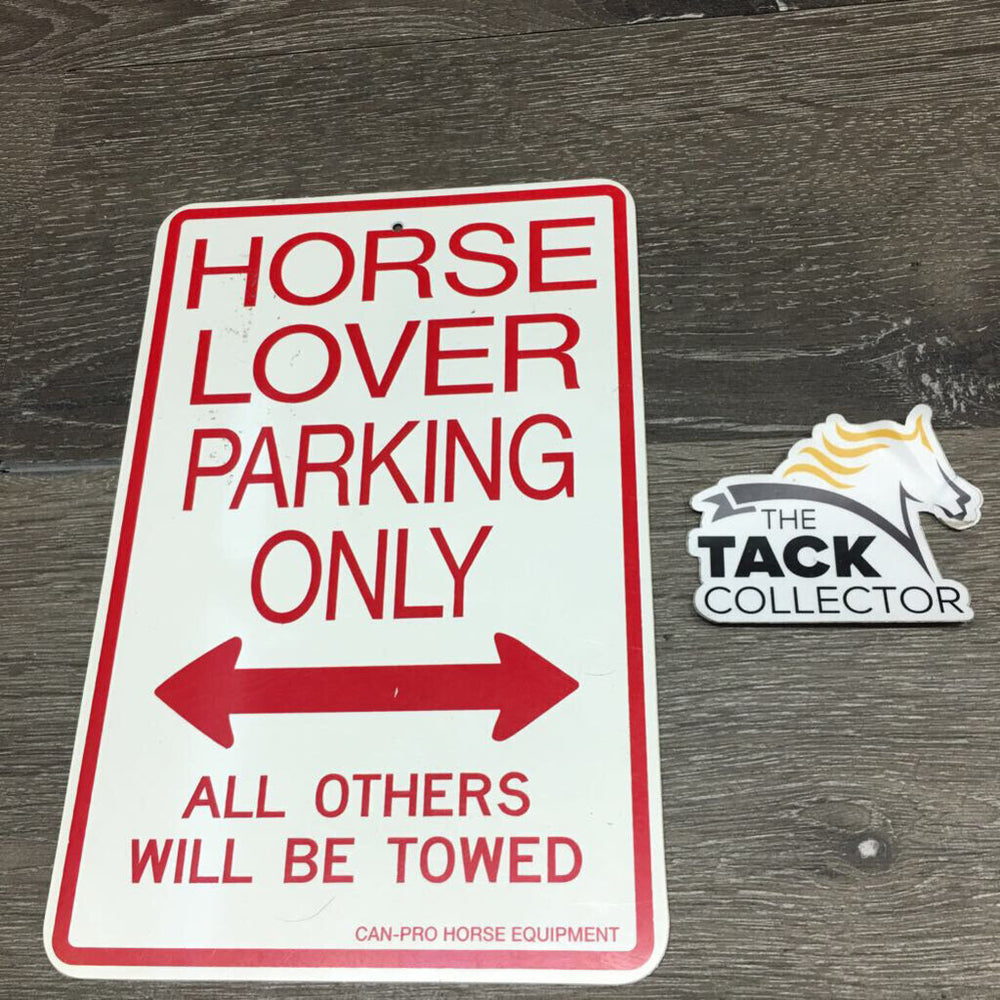 HORSE
LOVER
PARKING
ONLY
ALL OTHERS
WILL BE TOWED
CAN-PRO HORSE EQUIPMENT
THE
TACK
COLLECTOR